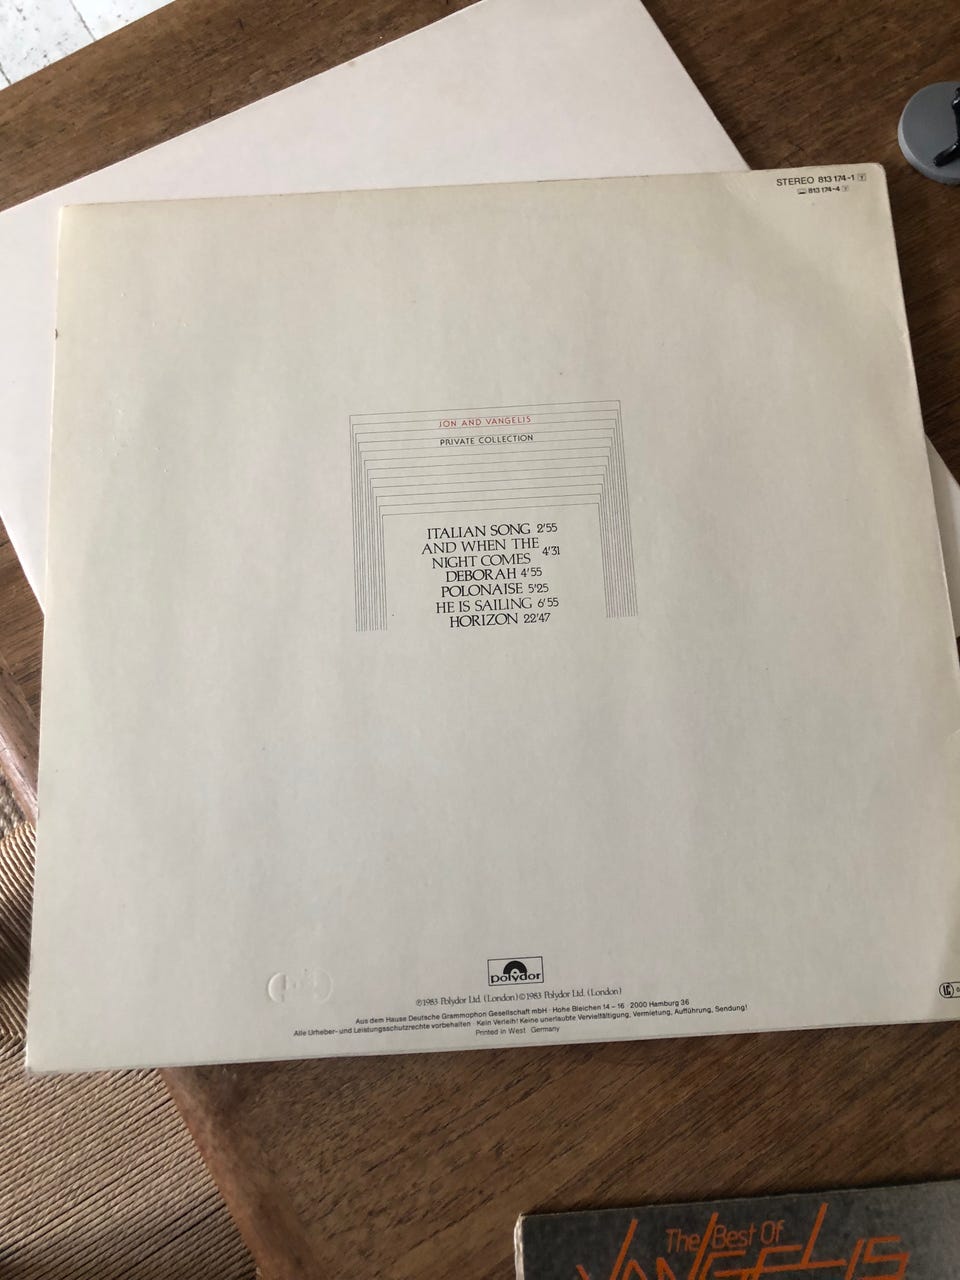 STEREO 813 174-1 Y
813 174-4 Y
JON AND VANGELIS
PRIVATE COLLECTION
ITALIAN SONG 2'55
AND WHEN THE
NIGHT COMES 4'31
DEBORAH 4'55
POLONAISE 5'25
HE IS SAILING 6'55
HORIZON 22'47
polydor
LC
℗1983 Polydor Ltd. (London) ©1983 Polydor Ltd. (London)
Aus dem Hause Deutsche Grammophon Gesellschaft mbH · Hohe Bleichen 14 – 16 · 2000 Hamburg 36
Alle Urheber- und Leistungsschutzrechte vorbehalten · Kein Verleih! Keine unerlaubte Vervielfältigung, Vermietung, Aufführung, Sendung!
Printed in West Germany
The Best Of
VANGELIS